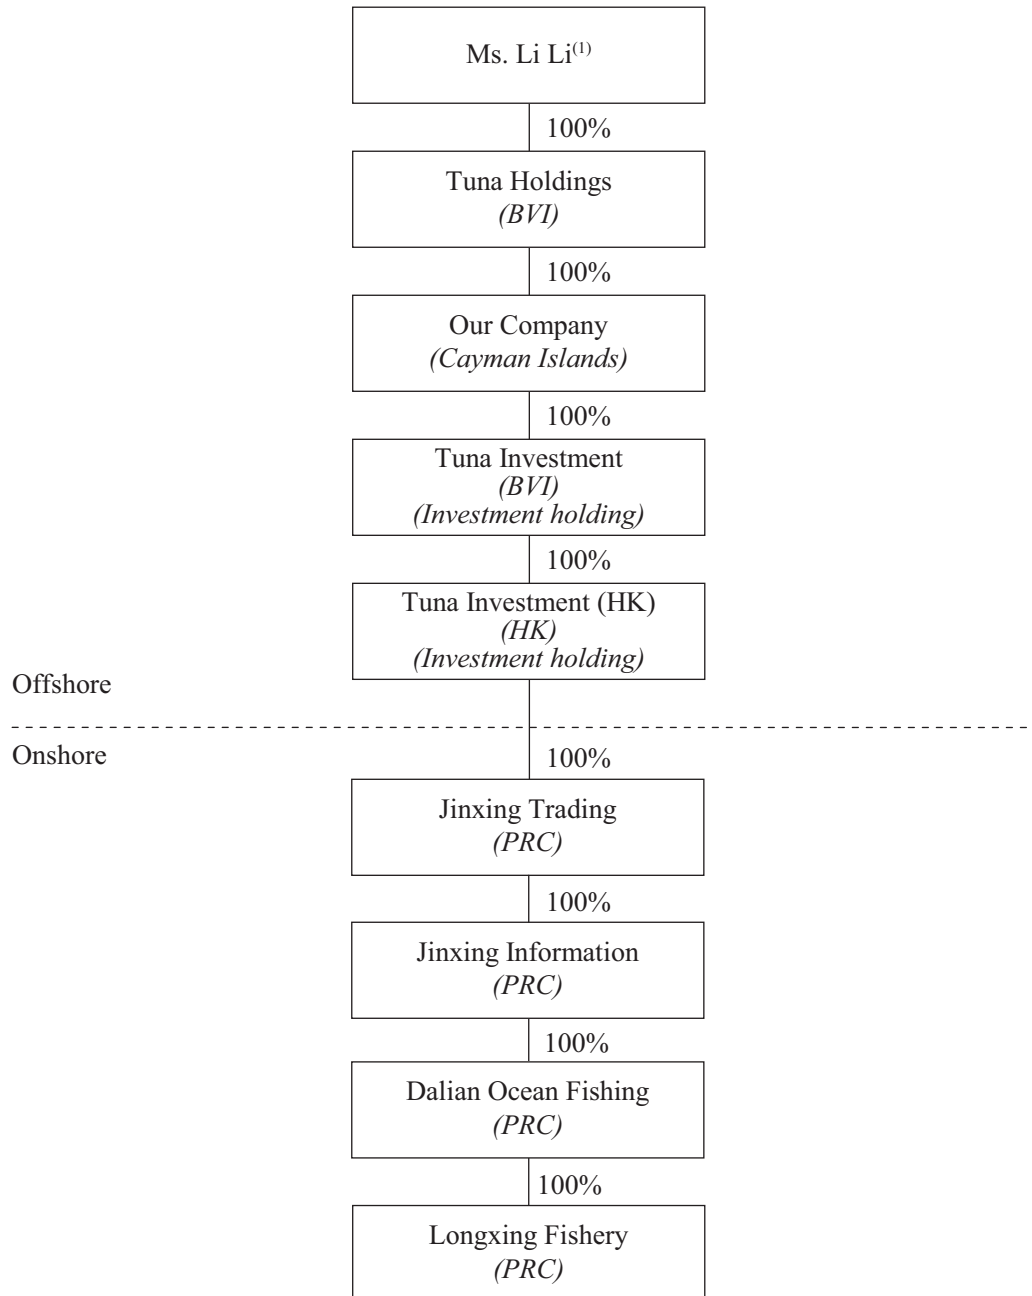 Ms. Li Li(1)
100%
Tuna Holdings
(BVI)
100%
Our Company
(Cayman Islands)
100%
Tuna Investment
(BVI)
(Investment holding)
100%
Tuna Investment (HK)
(HK)
(Investment holding)
Offshore
Onshore
100%
Jinxing Trading
(PRC)
100%
Jinxing Information
(PRC)
100%
Dalian Ocean Fishing
(PRC)
100%
Longxing Fishery
(PRC)